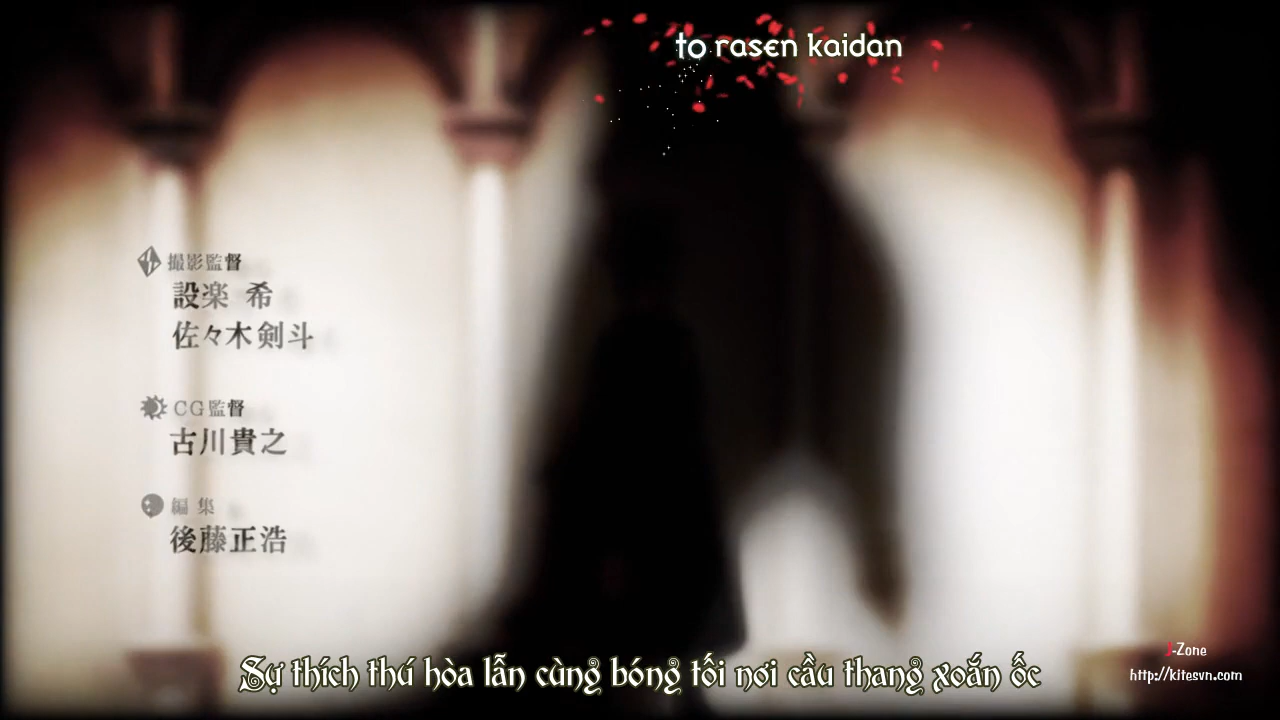 to rasen kaidan
撮影監督
設楽 希
佐々木剣斗
CG監督
古川貴之
編集
後藤正浩
Sự thích thú hòa lẫn cùng bóng tối nơi cầu thang xoắn ốc
J-Zone
http://kitesvn.com